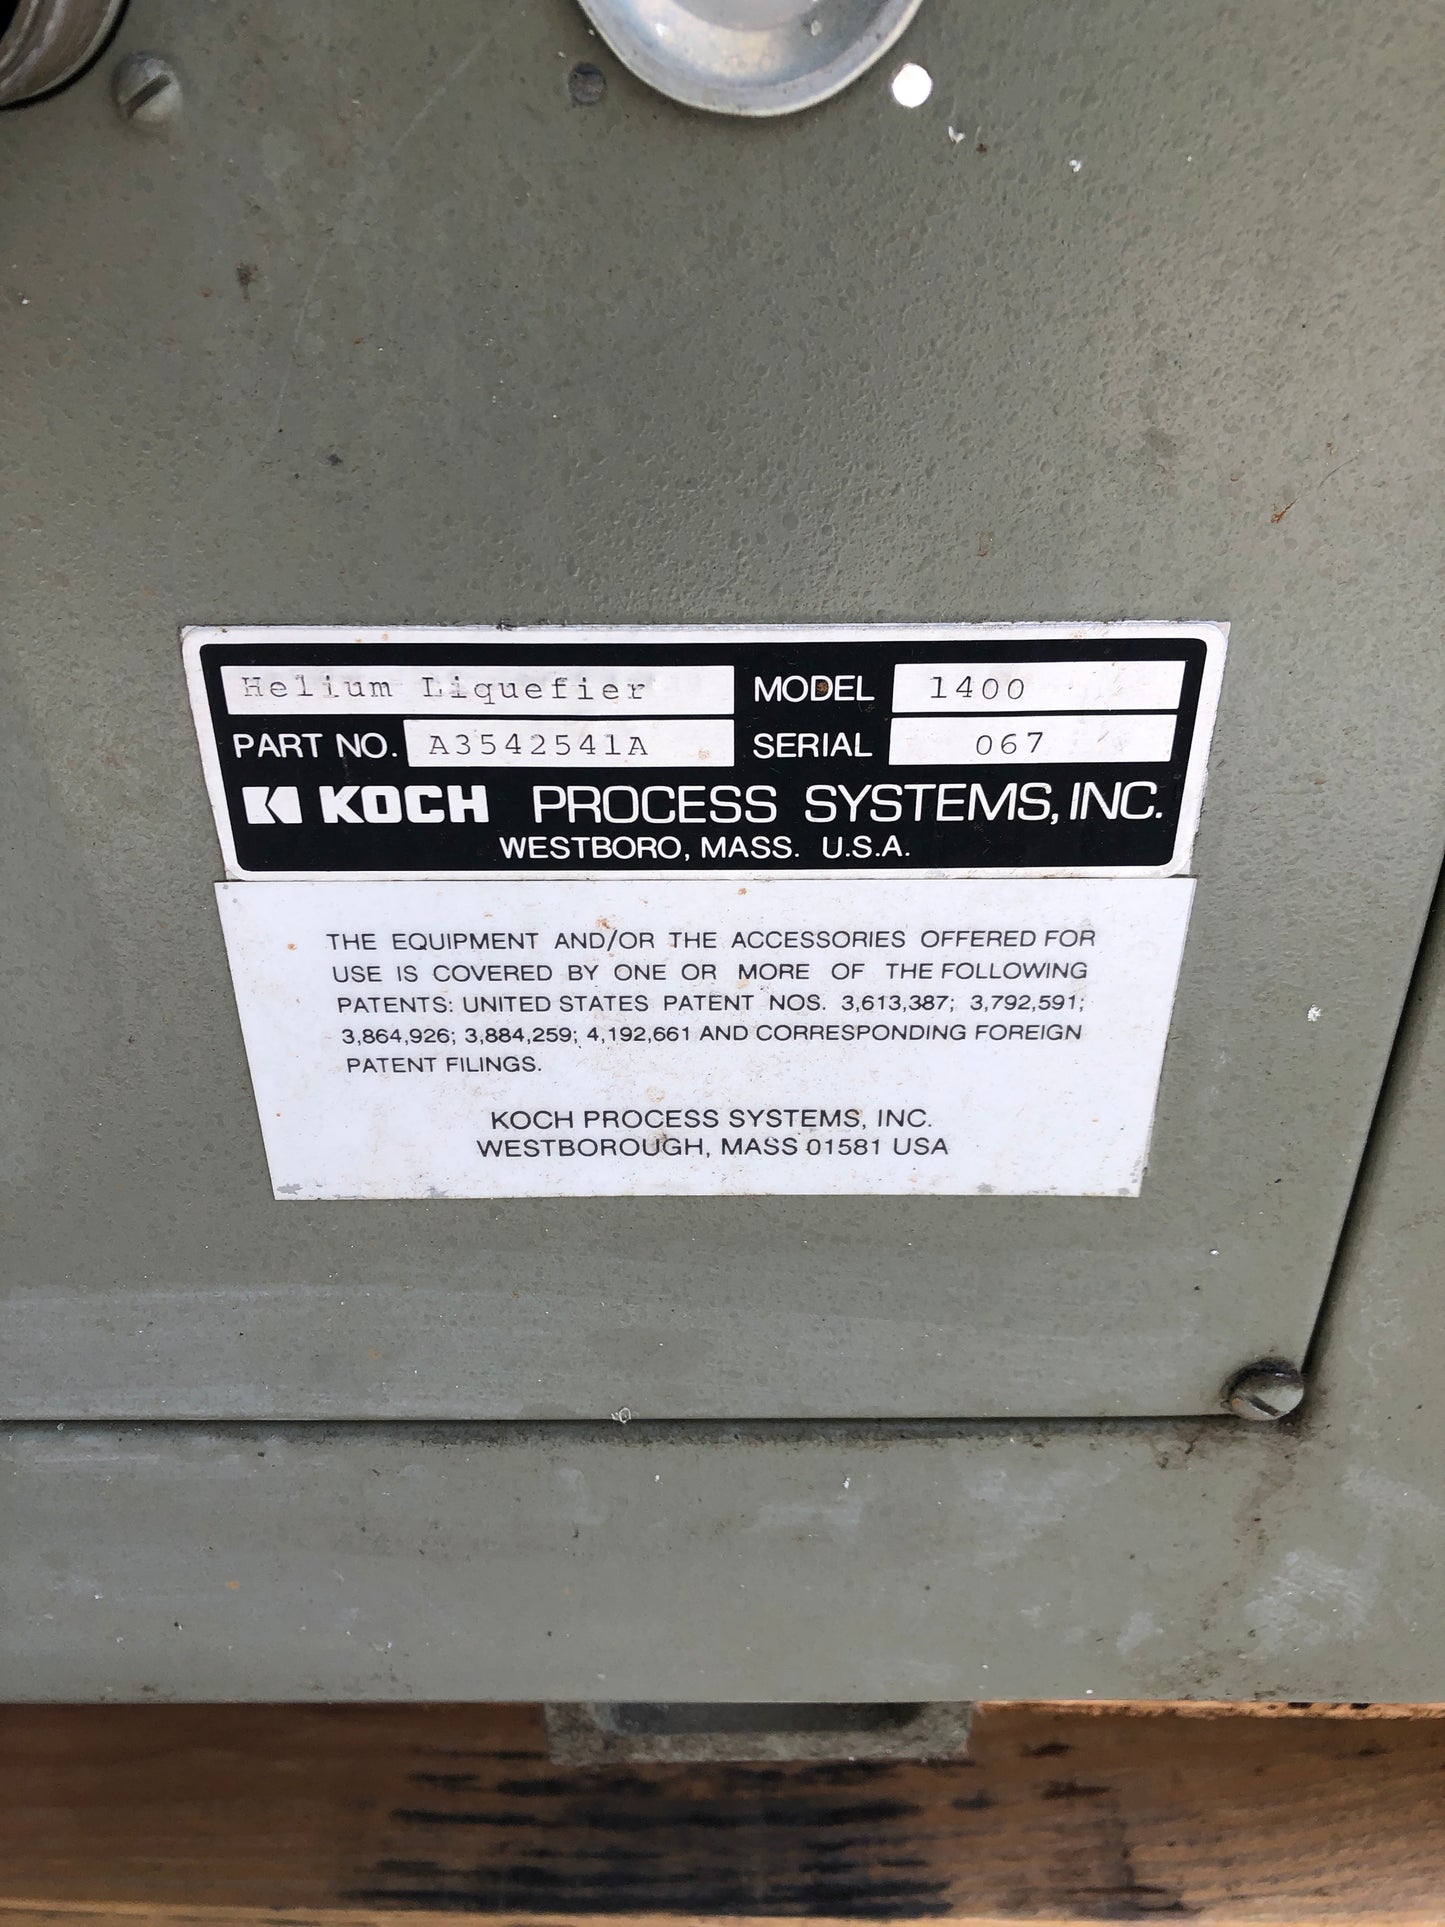 Helium Liquefier MODEL 1400
PART NO. A3542541A SERIAL 067
KOCH PROCESS SYSTEMS, INC.
WESTBORO, MASS. U.S.A.
THE EQUIPMENT AND/OR THE ACCESSORIES OFFERED FOR
USE IS COVERED BY ONE OR MORE OF THE FOLLOWING
PATENTS: UNITED STATES PATENT NOS. 3,613,387; 3,792,591;
3,864,926; 3,884,259; 4,192,661 AND CORRESPONDING FOREIGN
PATENT FILINGS.
KOCH PROCESS SYSTEMS, INC.
WESTBOROUGH, MASS 01581 USA